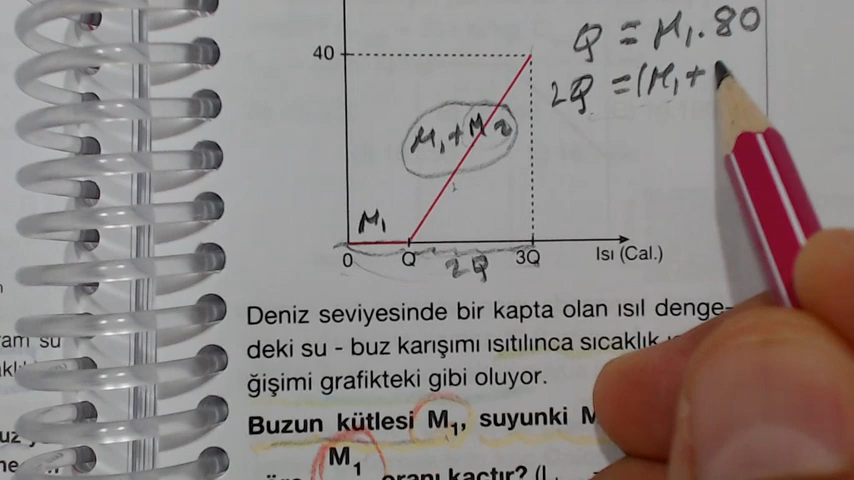 40
Q = M₁.80
2Q = (M₁+
M₁+M₂
M₁
0 Q 3Q Isı (Cal.)
2Q
Deniz seviyesinde bir kapta olan ısıl denge-
deki su - buz karışımı ısıtılınca sıcaklık
ğişimi grafikteki gibi oluyor.
Buzun kütlesi M₁, suyunki M
M₁
oranı kaçtır? (L
su